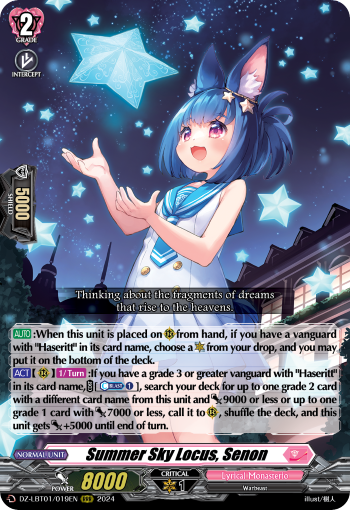 2
GRADE
INTERCEPT
5000
SHIELD
Thinking about the fragments of dreams
that rise to the heavens.
AUTO :When this unit is placed on from hand, if you have a vanguard
with "Haseritt" in its card name, choose a from your drop, and you may
put it on the bottom of the deck.
ACT 1/Turn :If you have a grade 3 or greater vanguard with "Haseritt"
in its card name, [ BLAST 1 ], search your deck for up to one grade 2 card
with a different card name from this unit and 9000 or less or up to one
grade 1 card with 7000 or less, call it to , shuffle the deck, and this
unit gets +5000 until end of turn.
NORMAL UNIT
Summer Sky Locus, Senon
POWER 8000
CRITICAL
1
Lyrical Monasterio
Warbeast
D DZ-LBT01/019EN RRR 2024
illust/樹人